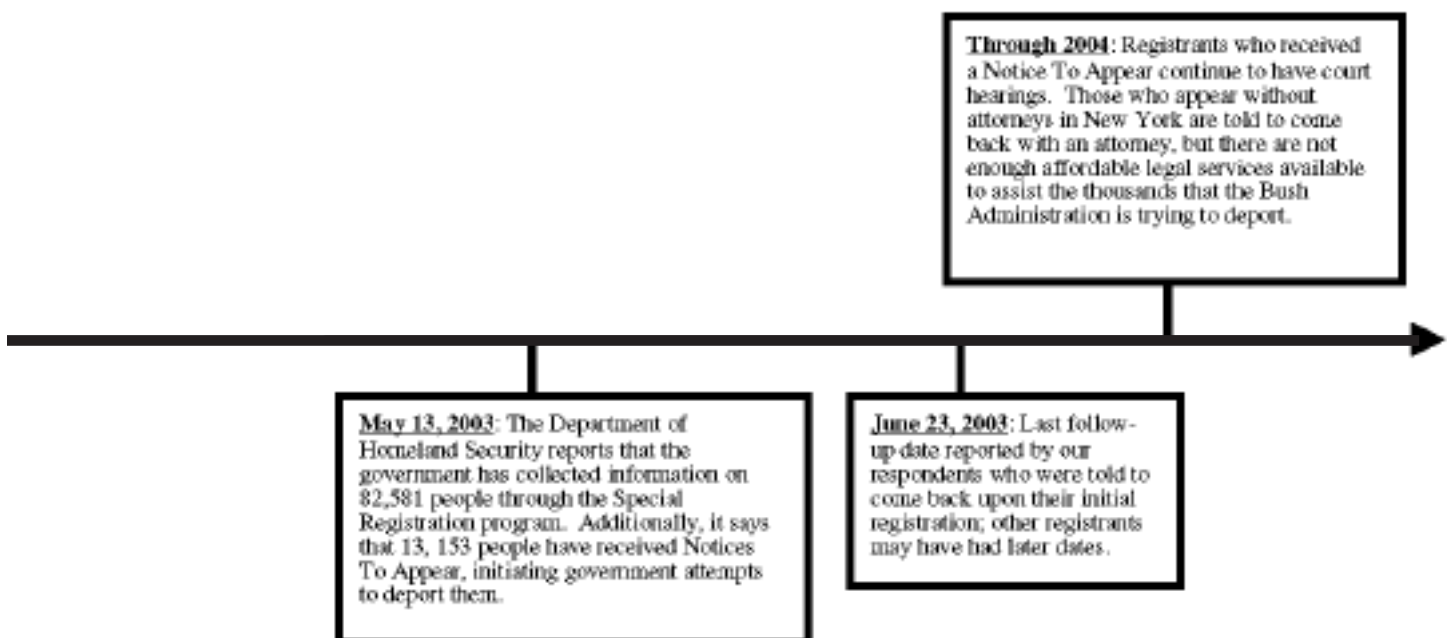 Through 2004: Registrants who received
a Notice To Appear continue to have court
hearings. Those who appear without
attorneys in New York are told to come
back with an attorney, but there are not
enough affordable legal services available
to assist the thousands that the Bush
Administration is trying to deport.
May 13, 2003: The Department of
Homeland Security reports that the
government has collected information on
82,581 people through the Special
Registration program. Additionally, it says
that 13, 153 people have received Notices
To Appear, initiating government attempts
to deport them.
June 23, 2003: Last follow-
up date reported by our
respondents who were told to
come back upon their initial
registration; other registrants
may have had later dates.